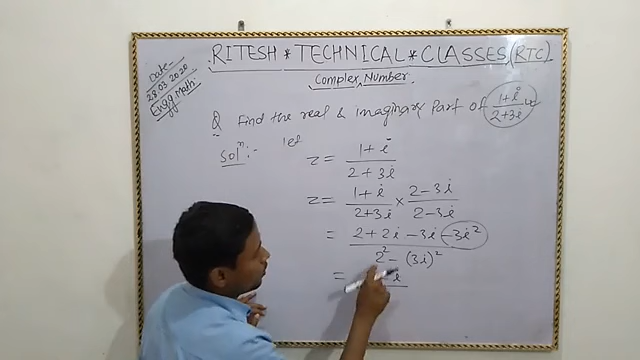 RITESH * TECHNICAL * CLASSES (RTC)
Complex Number
Date - 28.03.2020
Engg Math
Q Find the real & imaginary Part of 1+i/2+3i
Solⁿ:- let z = 1+i/2+3i
z = 1+i/2+3i × 2-3i/2-3i
= 2+2i-3i-3i²/2²-(3i)²
=